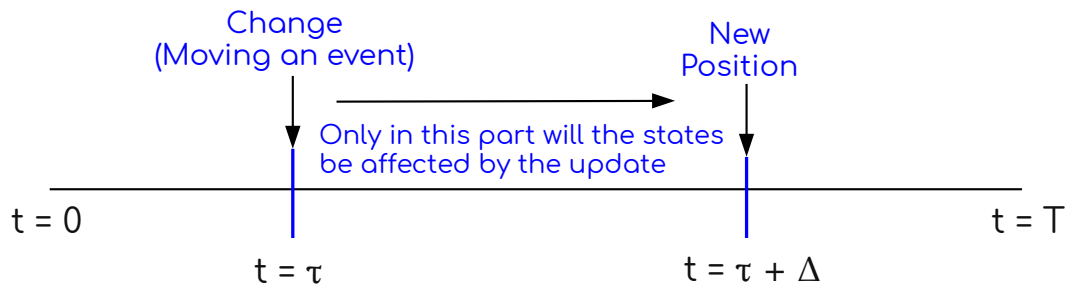 Change
(Moving an event)
New
Position
Only in this part will the states
be affected by the update
t = 0
t = T
t = τ
t = τ + Δ